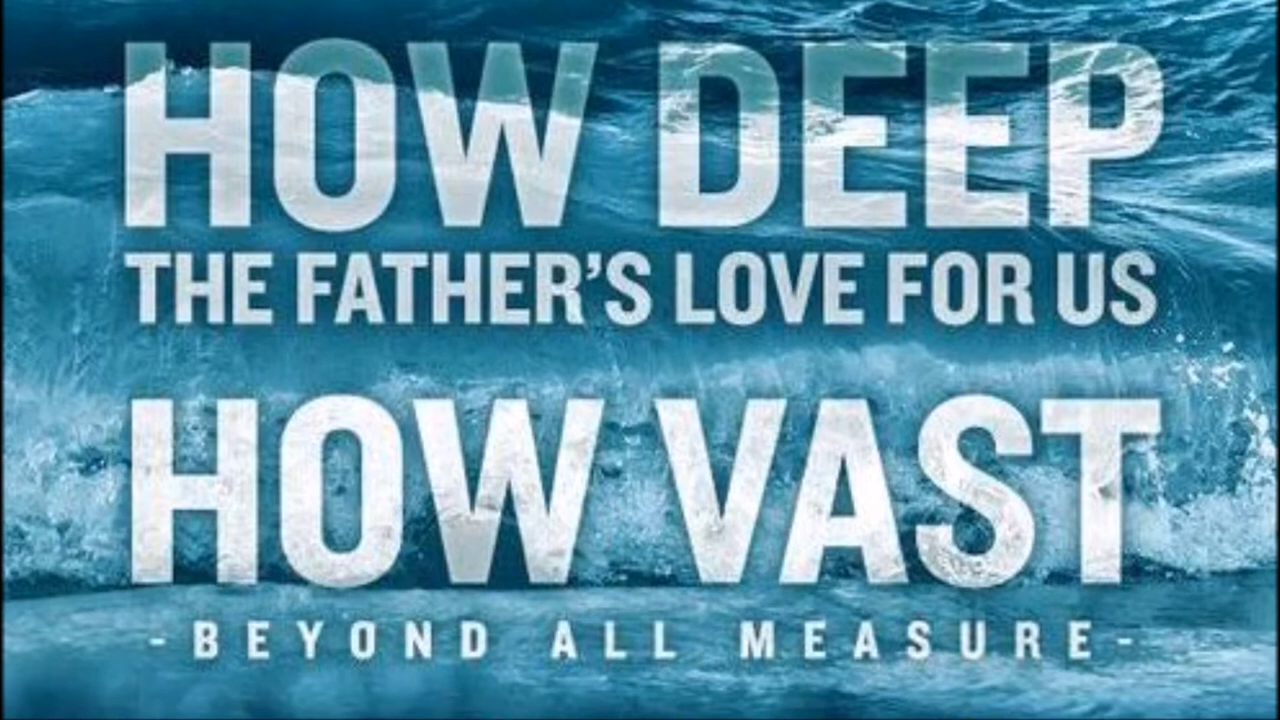 HOW DEEP
THE FATHER’S LOVE FOR US
HOW VAST
-BEYOND ALL MEASURE-